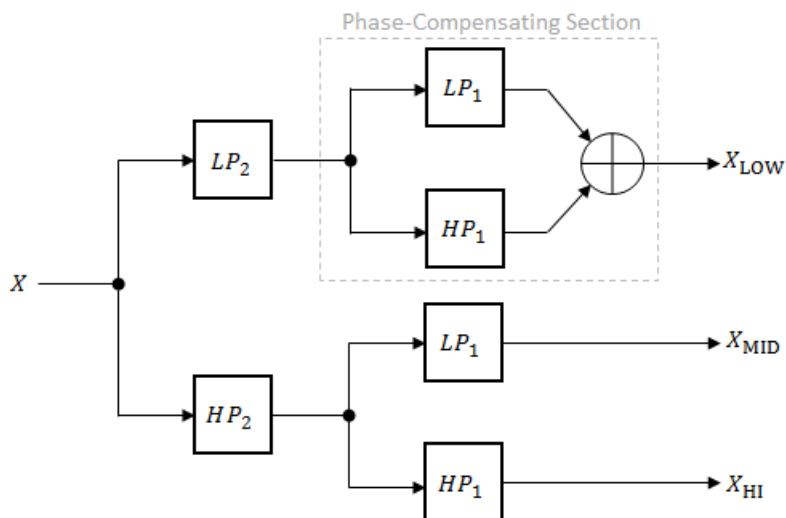 Phase-Compensating Section
LP₁
LP₂
X_LOW
HP₁
X
LP₁
X_MID
HP₂
HP₁
X_HI